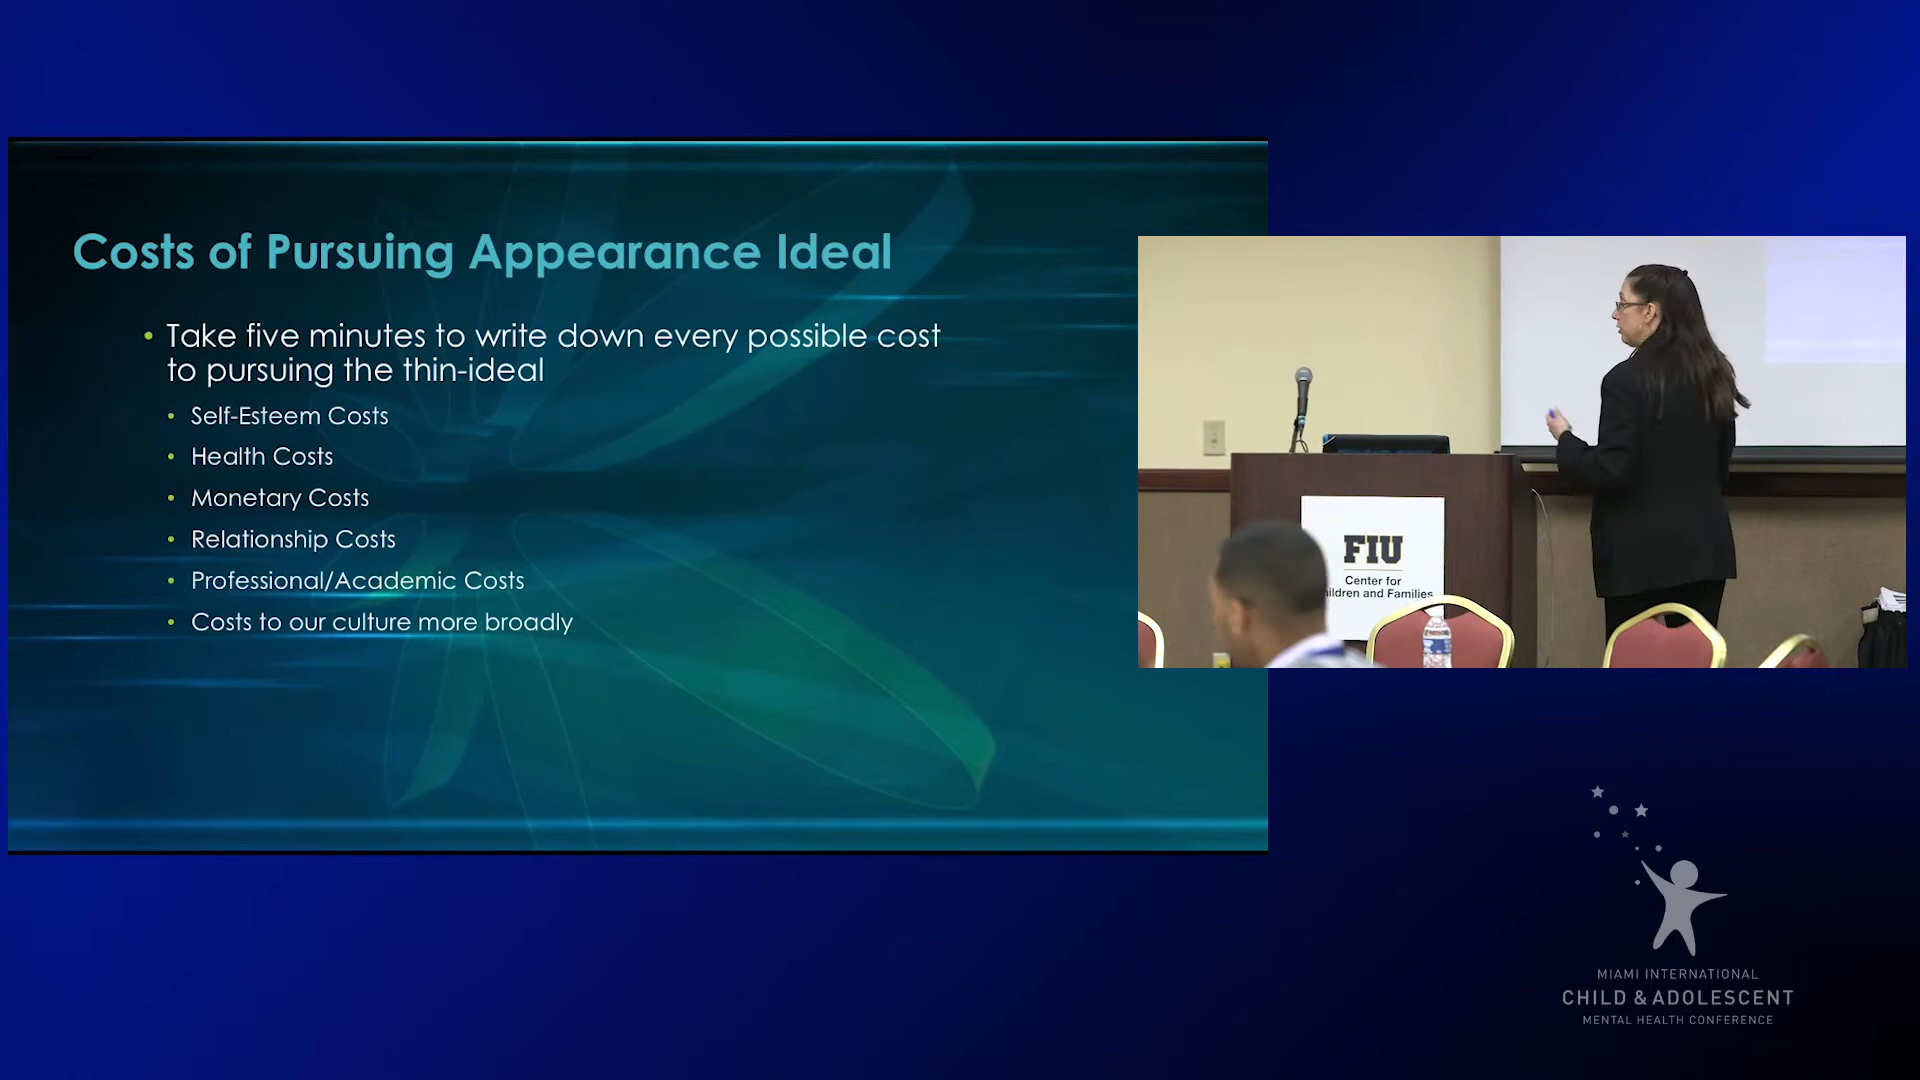 Costs of Pursuing Appearance Ideal
• Take five minutes to write down every possible cost
to pursuing the thin-ideal
• Self-Esteem Costs
• Health Costs
• Monetary Costs
• Relationship Costs
• Professional/Academic Costs
• Costs to our culture more broadly
FIU
Center for
ildren and Families
MIAMI INTERNATIONAL
CHILD & ADOLESCENT
MENTAL HEALTH CONFERENCE